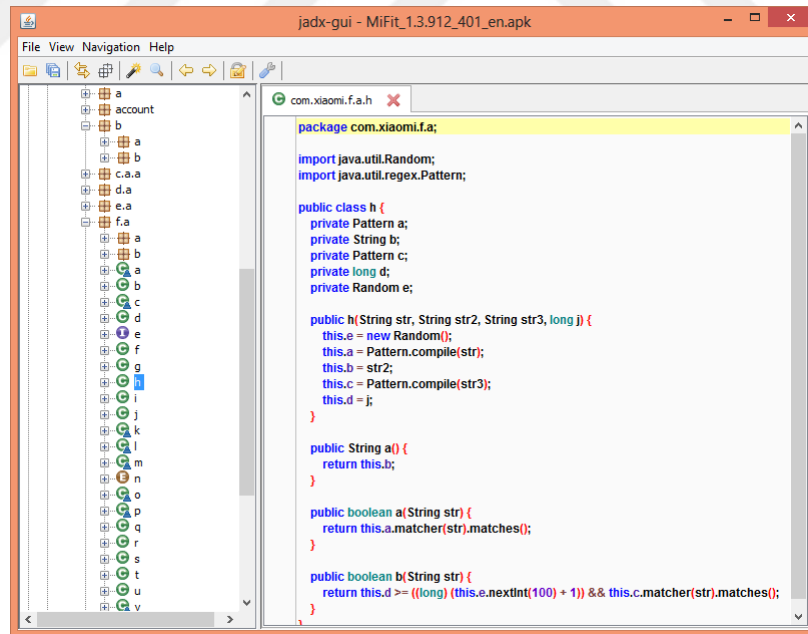 jadx-gui - MiFit_1.3.912_401_en.apk
File View Navigation Help
a
account
b
a
b
c.a.a
d.a
e.a
f.a
a
b
a
b
c
d
e
f
g
h
i
j
k
l
m
n
o
p
q
r
s
t
u
v
com.xiaomi.f.a.h
package com.xiaomi.f.a;
import java.util.Random;
import java.util.regex.Pattern;
public class h {
private Pattern a;
private String b;
private Pattern c;
private long d;
private Random e;
public h(String str, String str2, String str3, long j) {
this.e = new Random();
this.a = Pattern.compile(str);
this.b = str2;
this.c = Pattern.compile(str3);
this.d = j;
}
public String a() {
return this.b;
}
public boolean a(String str) {
return this.a.matcher(str).matches();
}
public boolean b(String str) {
return this.d >= ((long) (this.e.nextInt(100) + 1)) && this.c.matcher(str).matches();
}
}